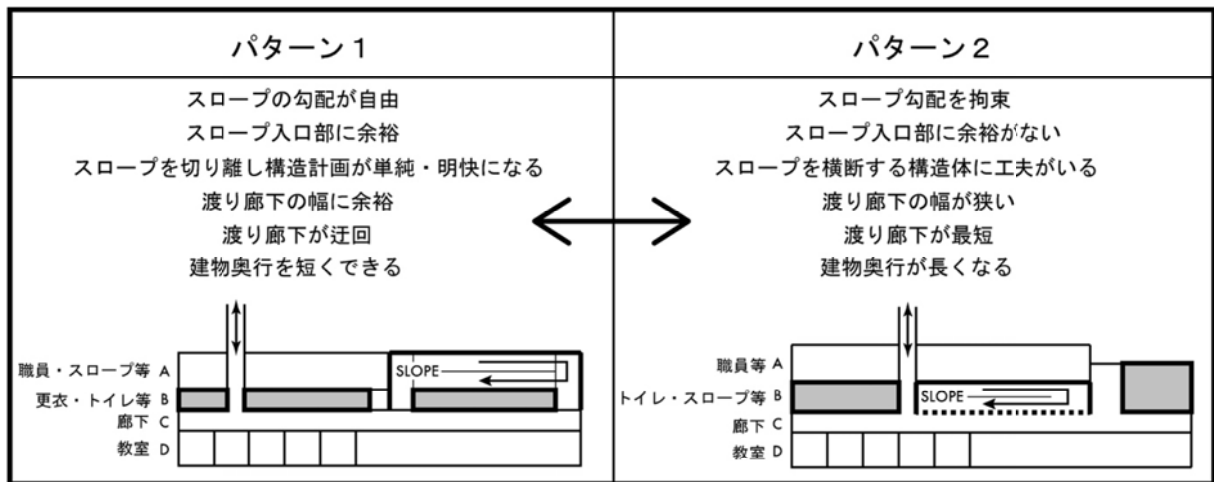 パターン１
スロープの勾配が自由
スロープ入口部に余裕
スロープを切り離し構造計画が単純・明快になる
渡り廊下の幅に余裕
渡り廊下が迂回
建物奥行を短くできる
職員・スロープ等 A
SLOPE
更衣・トイレ等 B
廊下 C
教室 D
パターン２
スロープ勾配を拘束
スロープ入口部に余裕がない
スロープを横断する構造体に工夫がいる
渡り廊下の幅が狭い
渡り廊下が最短
建物奥行が長くなる
職員等 A
トイレ・スロープ等 B
SLOPE
廊下 C
教室 D